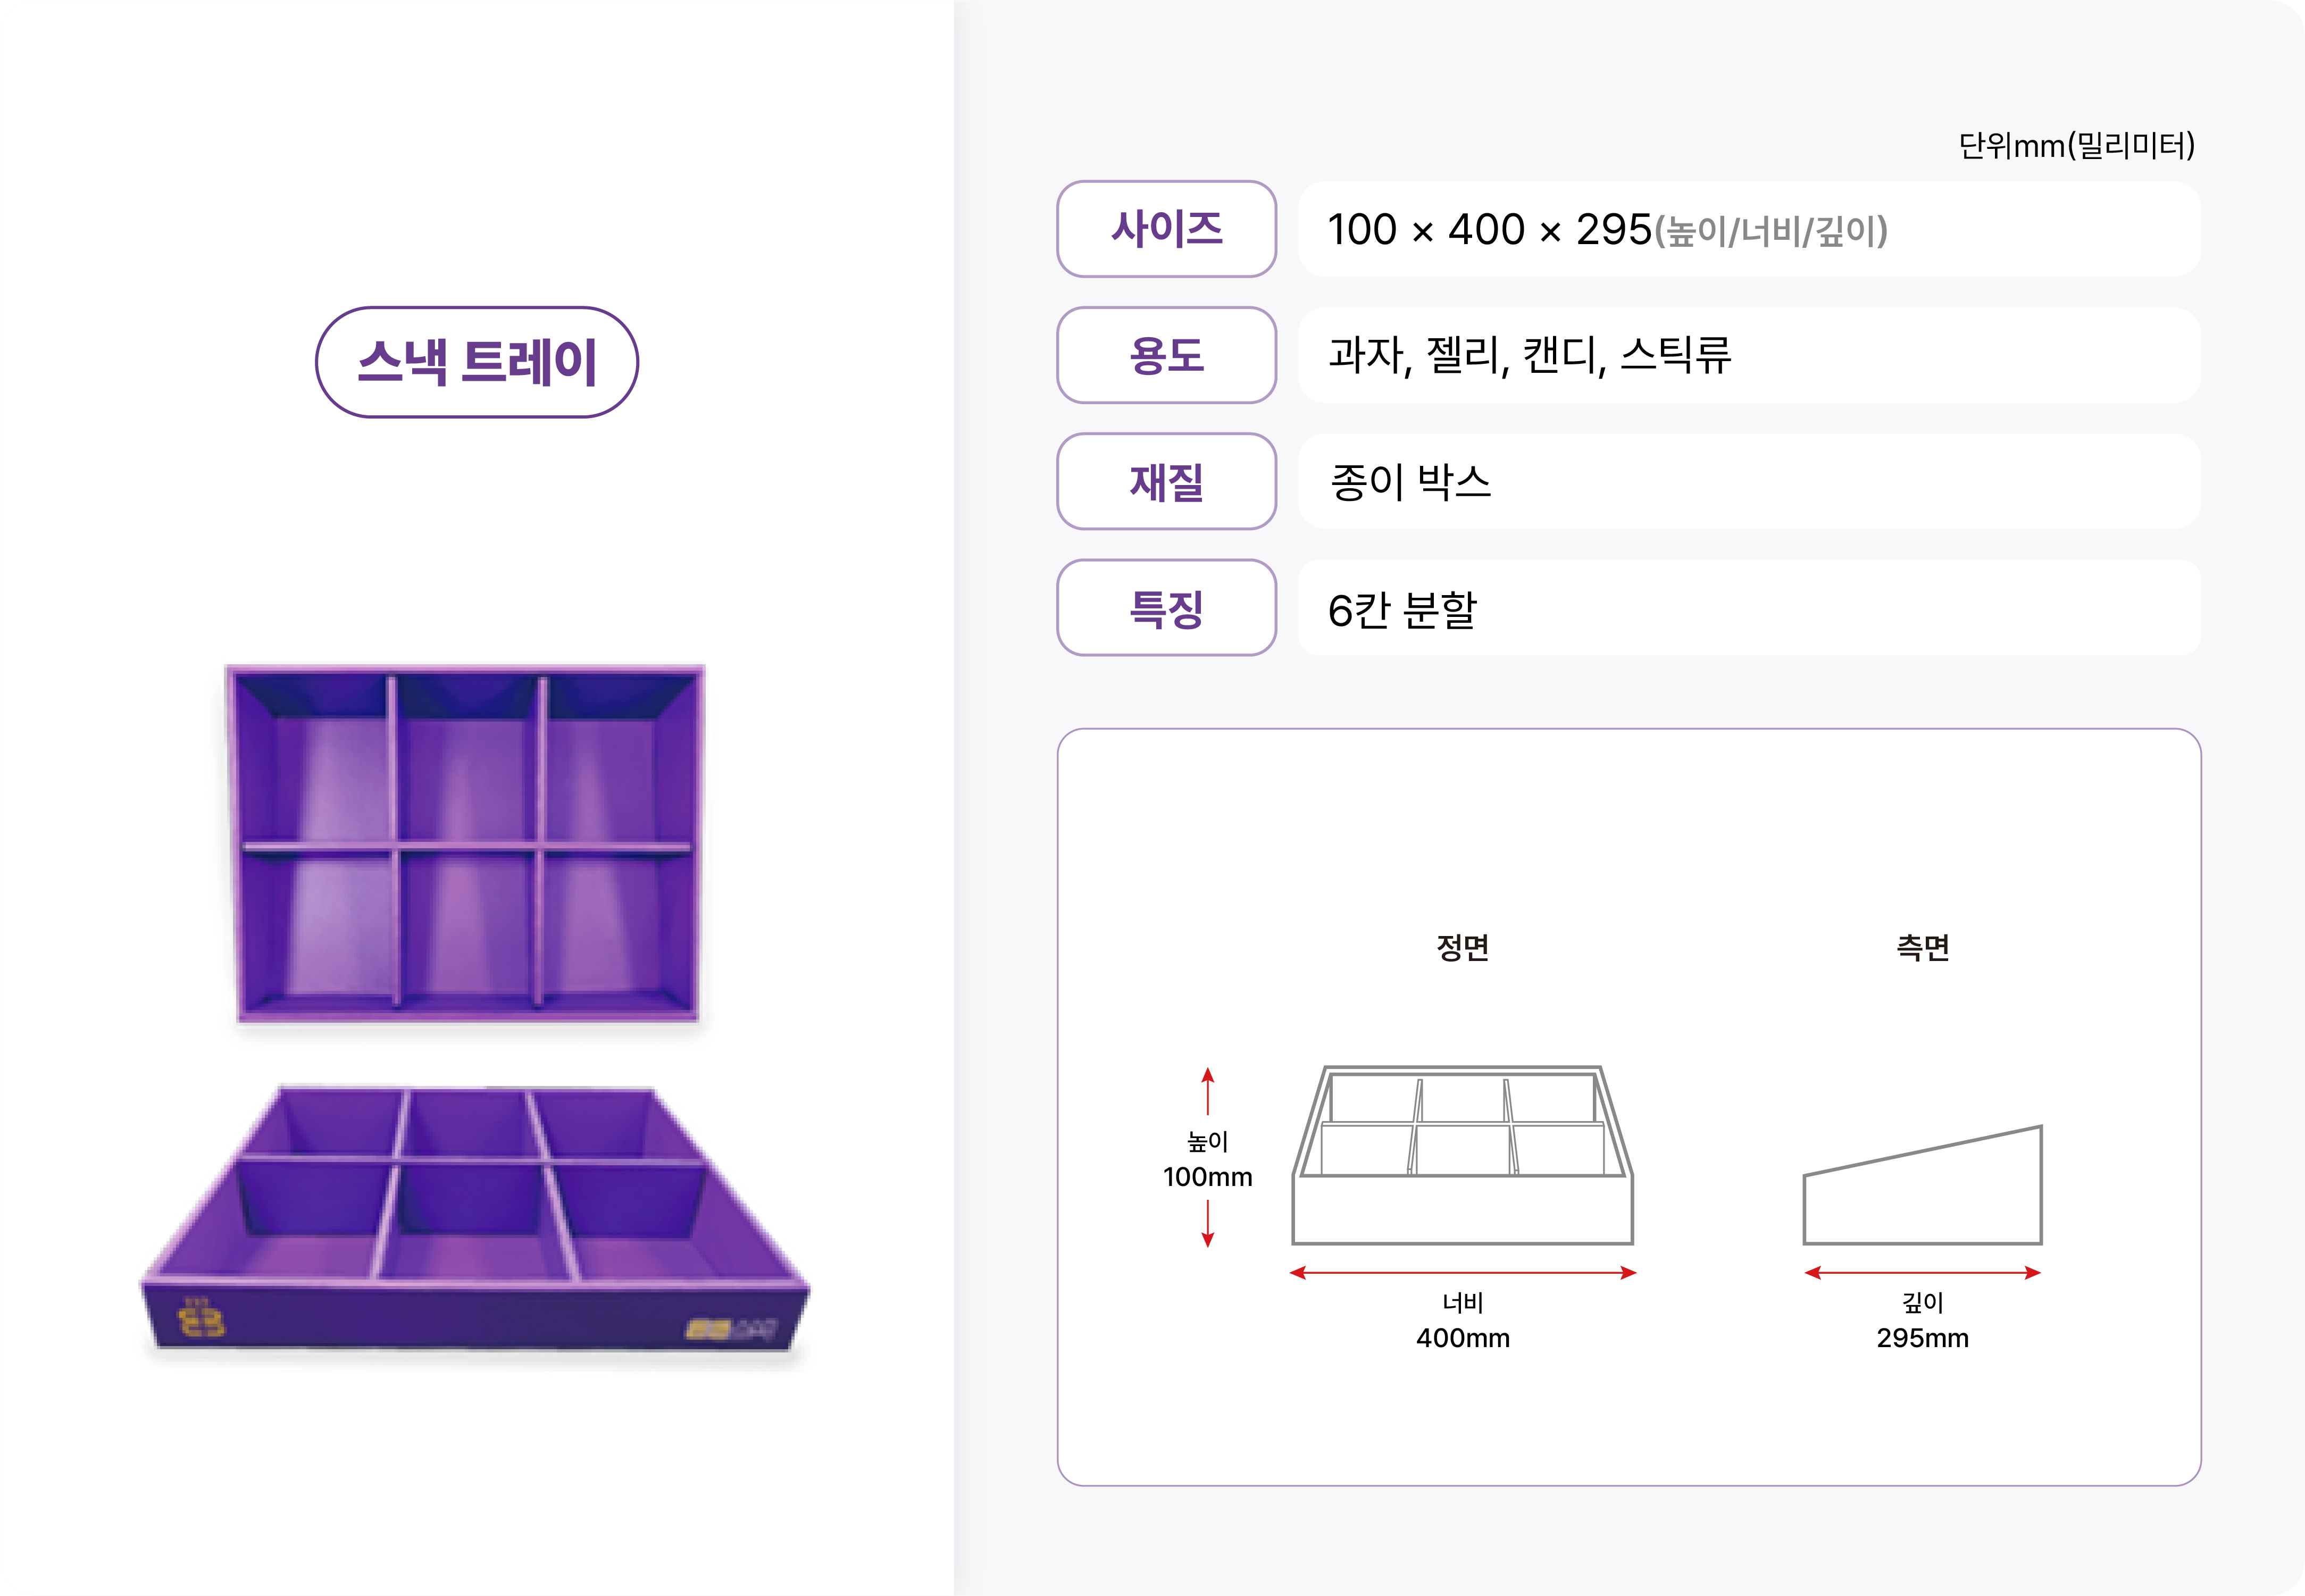 스낵 트레이
단위mm(밀리미터)
사이즈
100 × 400 × 295(높이/너비/깊이)
용도
과자, 젤리, 캔디, 스틱류
재질
종이 박스
특징
6칸 분할
정면
측면
높이
100mm
너비
400mm
깊이
295mm